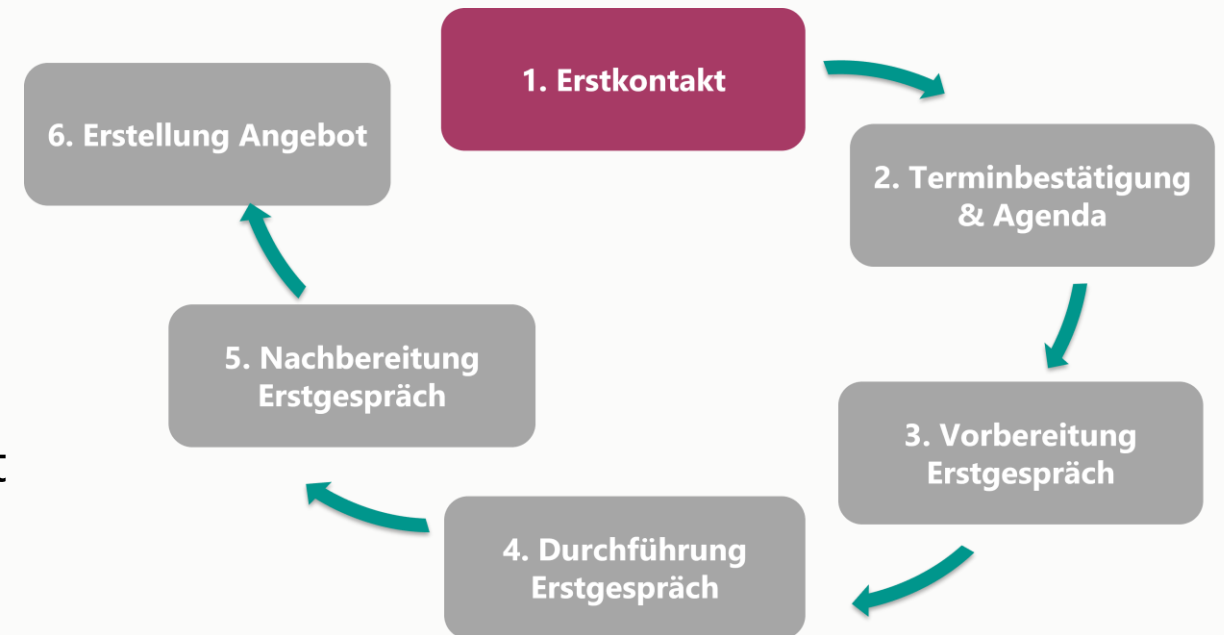 1. Erstkontakt
2. Terminbestätigung
& Agenda
3. Vorbereitung
Erstgespräch
4. Durchführung
Erstgespräch
5. Nachbereitung
Erstgespräch
6. Erstellung Angebot
t